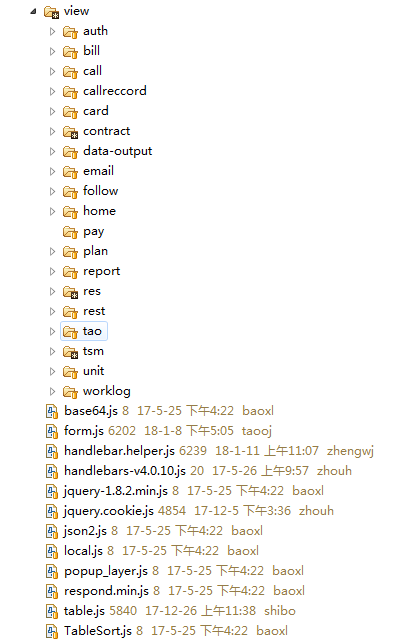 view
auth
bill
call
callreccord
card
contract
data-output
email
follow
home
pay
plan
report
res
rest
tao
tsm
unit
worklog
base64.js 8 17-5-25 下午4:22 baoxl
form.js 6202 18-1-8 下午5:05 taooj
handlebar.helper.js 6239 18-1-11 上午11:07 zhengwj
handlebars-v4.0.10.js 20 17-5-26 上午9:57 zhouh
jquery-1.8.2.min.js 8 17-5-25 下午4:22 baoxl
jquery.cookie.js 4854 17-12-5 下午3:36 zhouh
json2.js 8 17-5-25 下午4:22 baoxl
local.js 8 17-5-25 下午4:22 baoxl
popup_layer.js 8 17-5-25 下午4:22 baoxl
respond.min.js 8 17-5-25 下午4:22 baoxl
table.js 5840 17-12-26 上午11:38 shibo
TableSort.js 8 17-5-25 下午4:22 baoxl